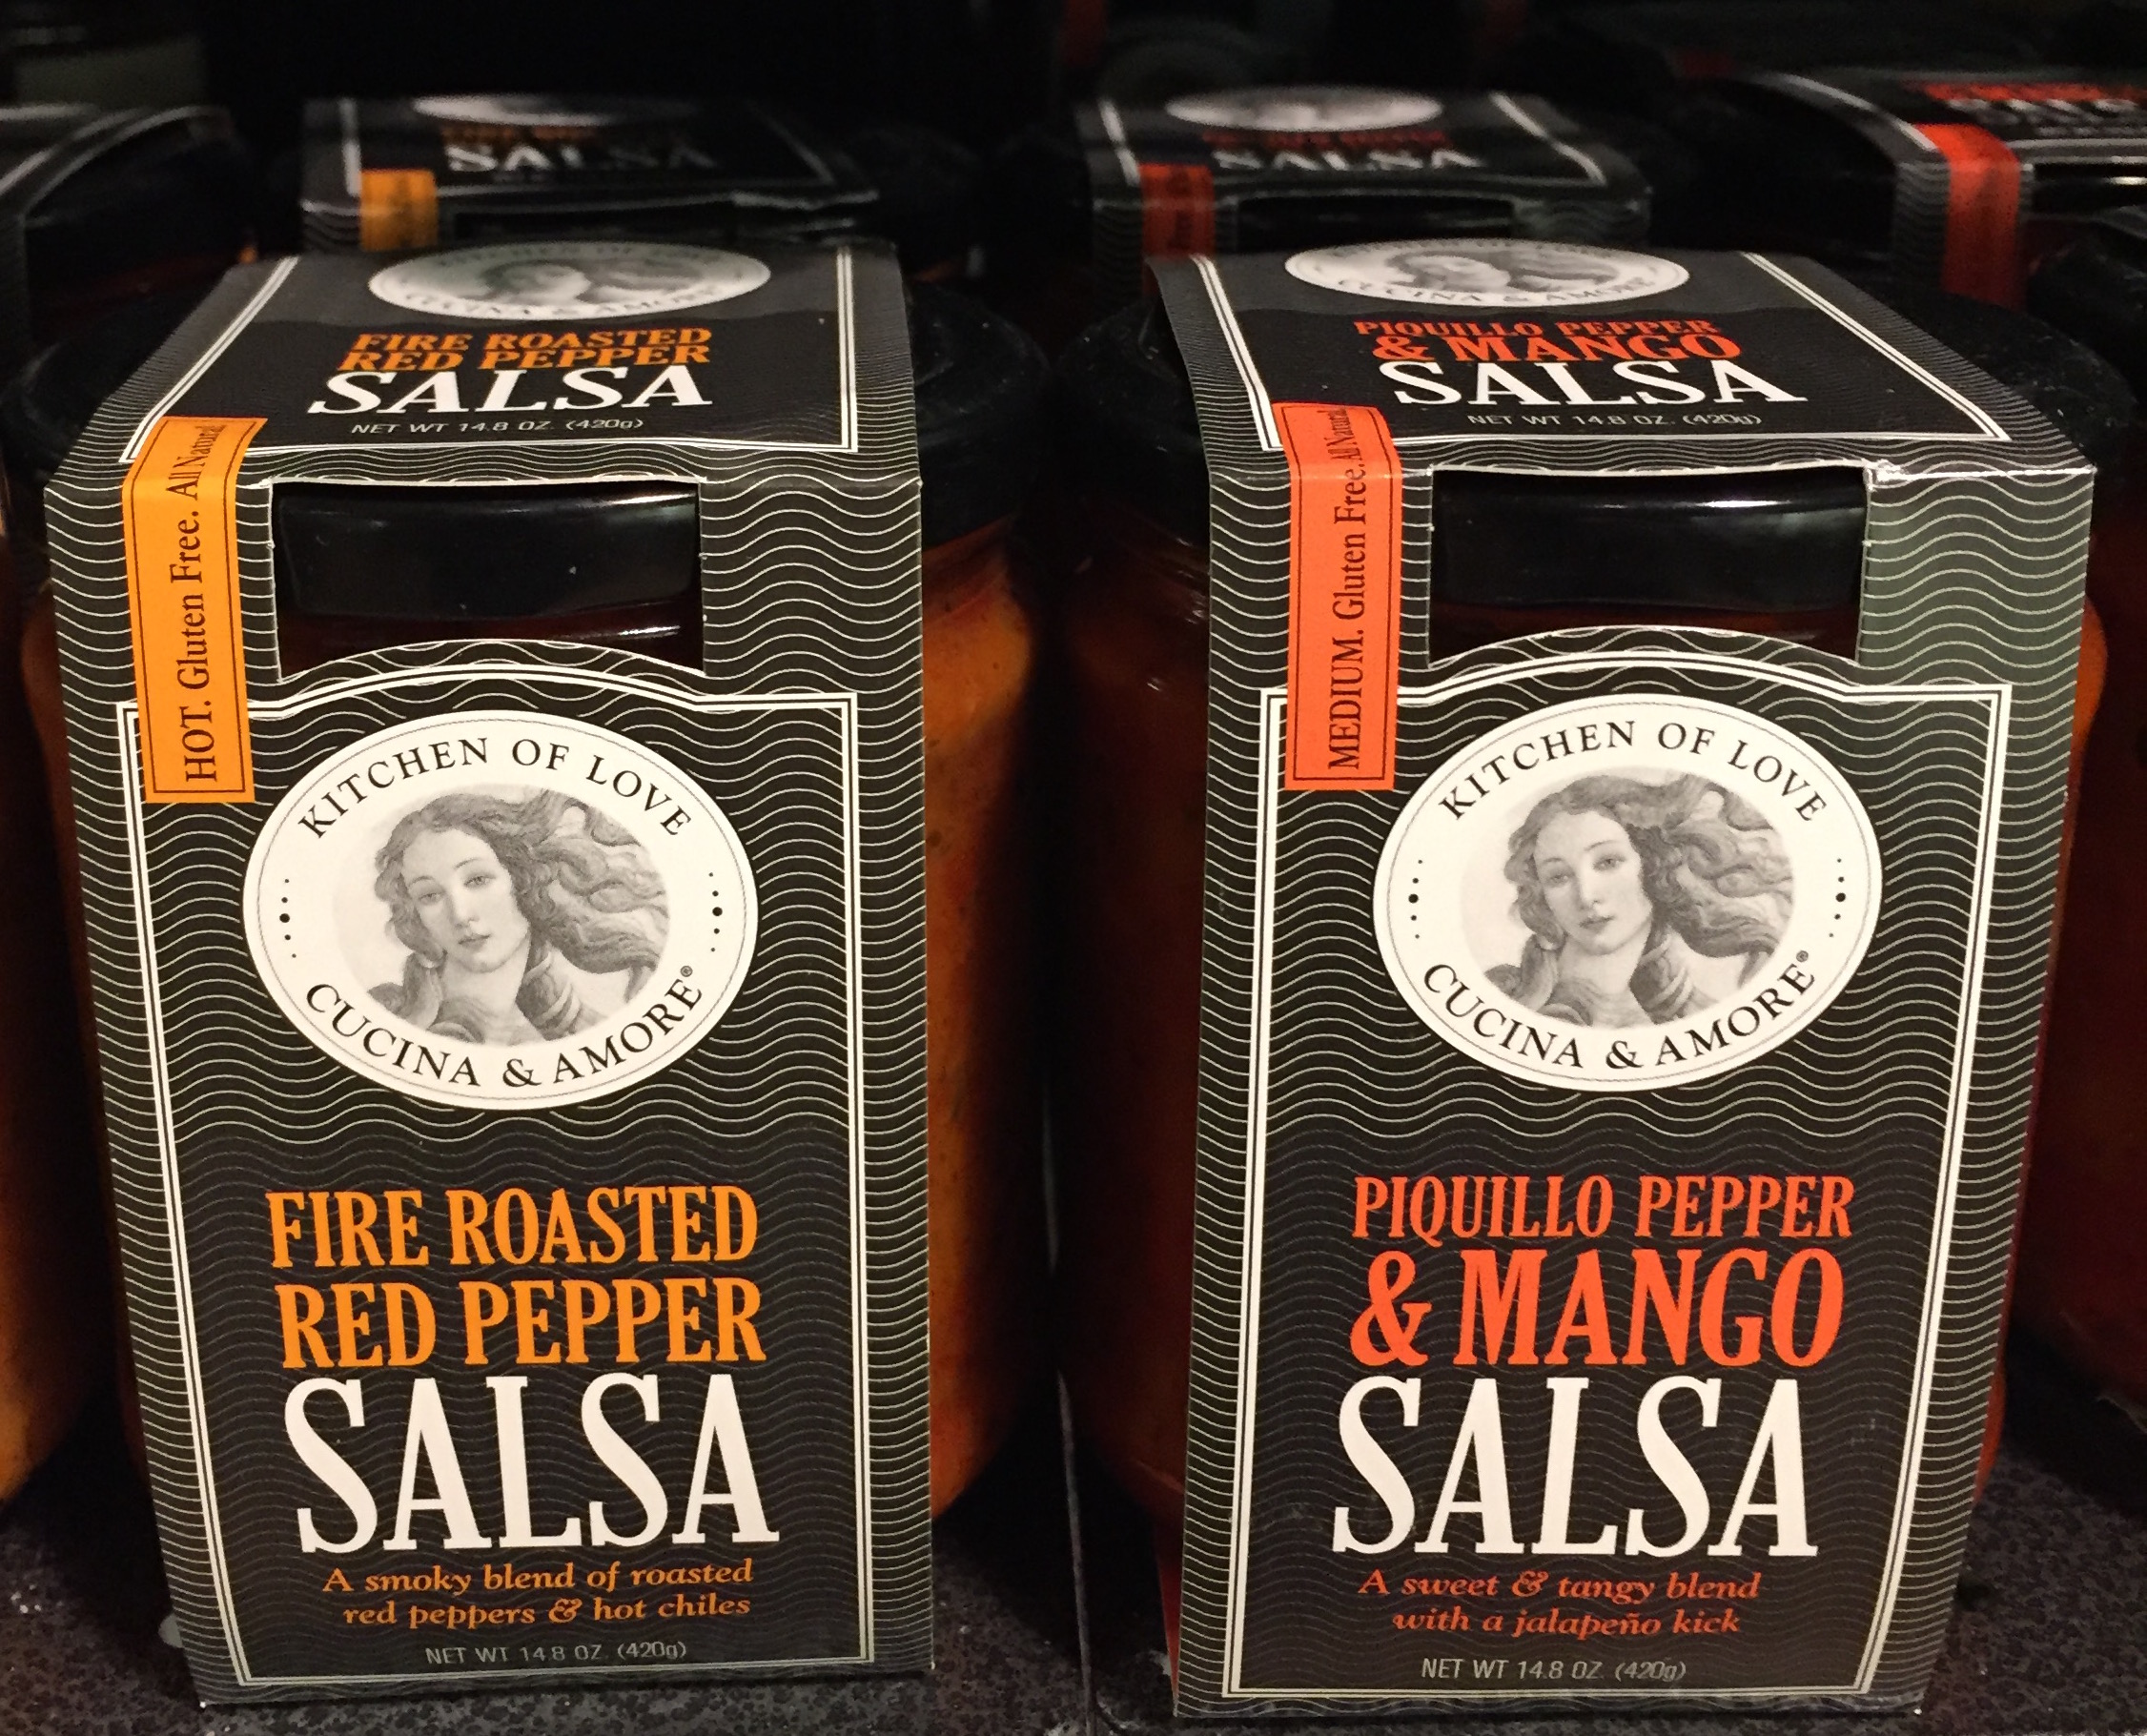 SALSA
SALSA
CUCINA & AMORE
FIRE ROASTED
RED PEPPER
SALSA
NET WT 14.8 OZ. (420g)
HOT. Gluten Free. All Natural
KITCHEN OF LOVE
CUCINA & AMORE®
FIRE ROASTED
RED PEPPER
SALSA
A smoky blend of roasted
red peppers & hot chiles
NET WT 14.8 OZ. (420g)
CUCINA & AMORE
PIQUILLO PEPPER
& MANGO
SALSA
NET WT 14.8 OZ. (420g)
MEDIUM. Gluten Free. All Natural
KITCHEN OF LOVE
CUCINA & AMORE®
PIQUILLO PEPPER
& MANGO
SALSA
A sweet & tangy blend
with a jalapeño kick
NET WT 14.8 OZ. (420g)